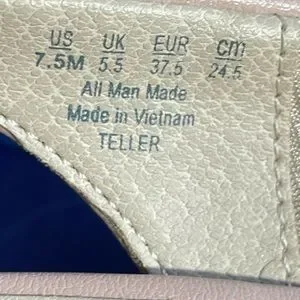 US UK EUR cm
7.5M 5.5 37.5 24.5
All Man Made
Made in Vietnam
TELLER